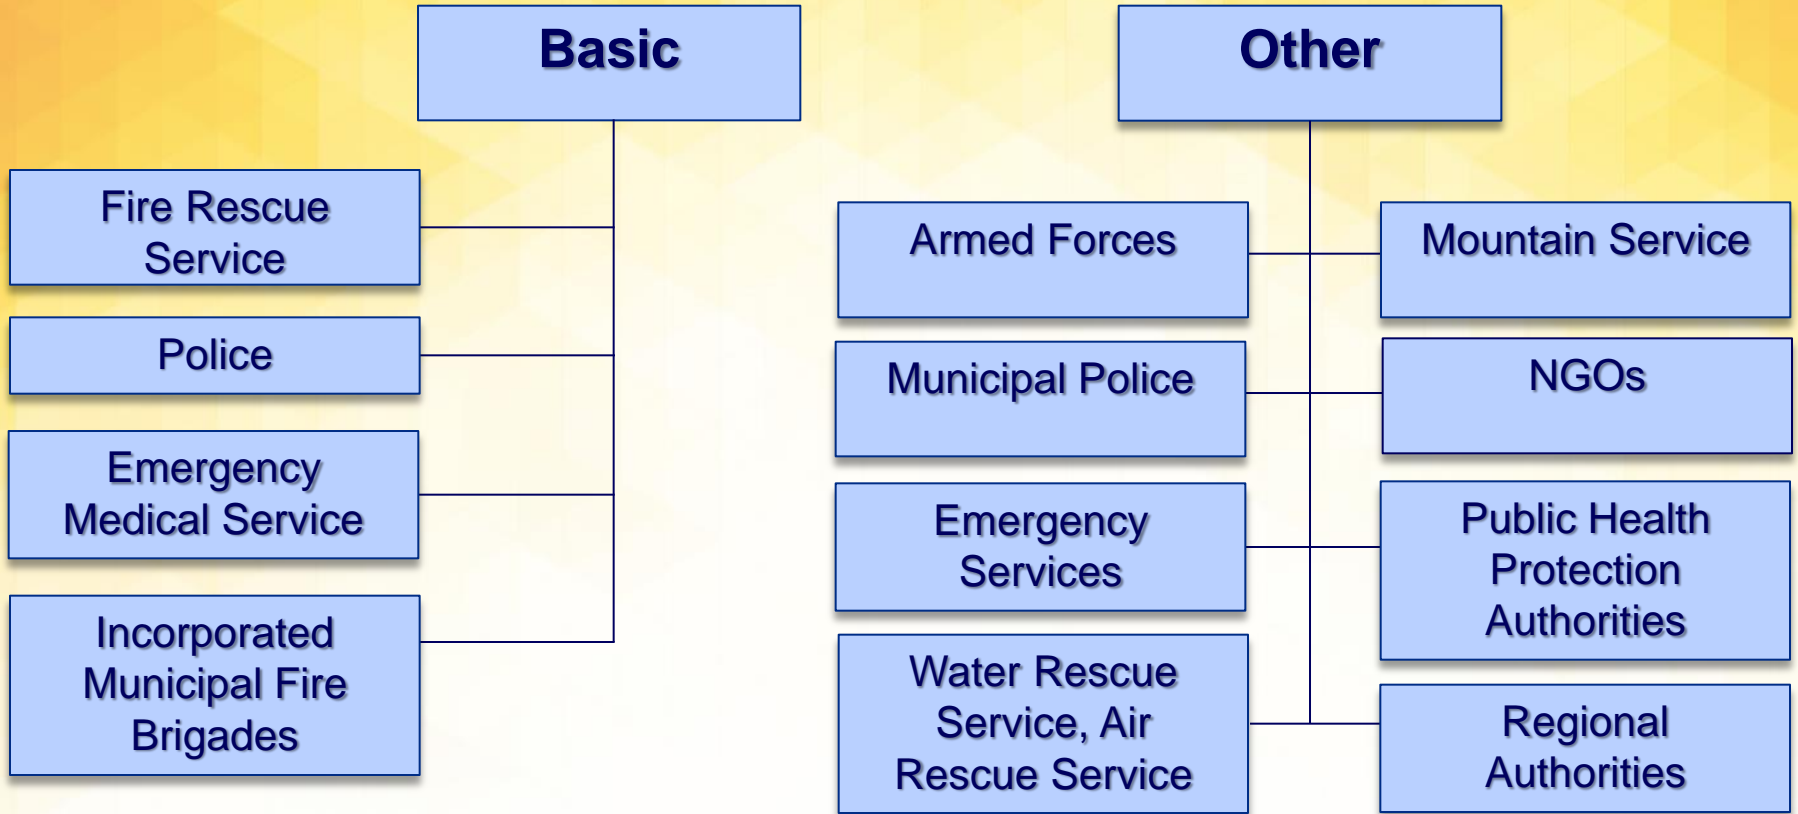 Basic
Fire Rescue
Service
Police
Emergency
Medical Service
Incorporated
Municipal Fire
Brigades
Other
Armed Forces
Mountain Service
Municipal Police
NGOs
Emergency
Services
Public Health
Protection
Authorities
Water Rescue
Service, Air
Rescue Service
Regional
Authorities